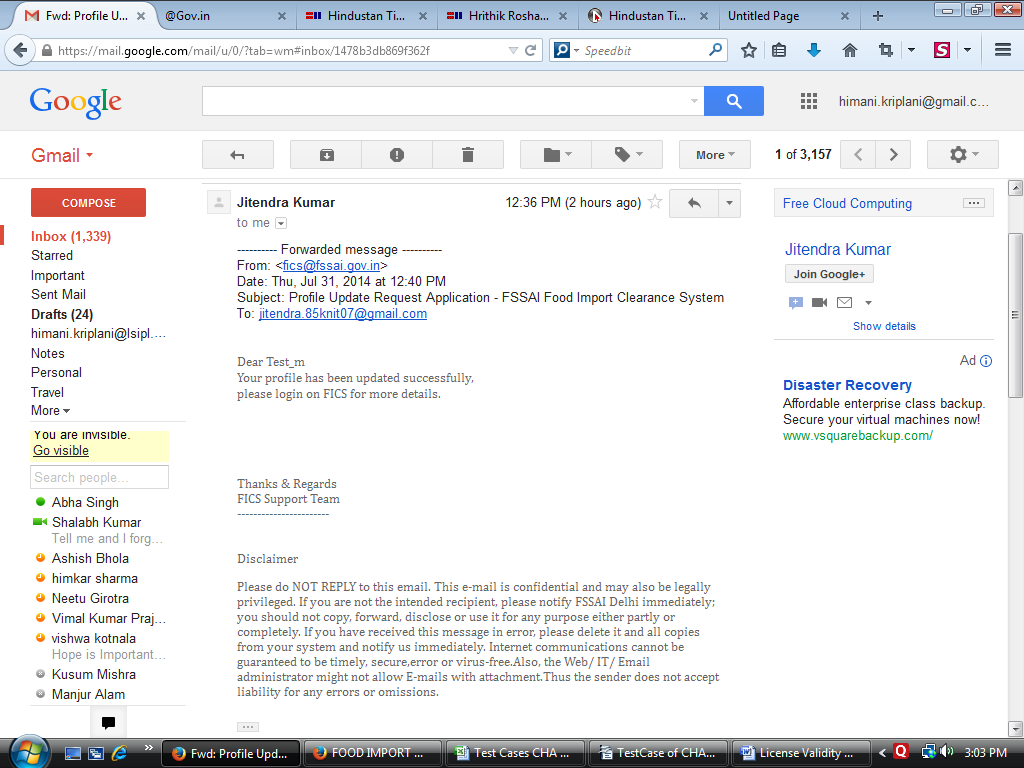 Fwd: Profile U...
@Gov.in
Hindustan Ti...
Hrithik Rosha...
Hindustan Ti...
Untitled Page
https://mail.google.com/mail/u/0/?tab=wm#inbox/1478b3db869f362f
Speedbit
Google
himani.kriplani@gmail.c...
Gmail
More
1 of 3,157
COMPOSE
Inbox (1,339)
Starred
Important
Sent Mail
Drafts (24)
himani.kriplani@lsipl....
Notes
Personal
Travel
More
You are invisible.
Go visible
Search people...
Abha Singh
Shalabh Kumar
Tell me and I forg...
Ashish Bhola
himkar sharma
Neetu Girotra
Vimal Kumar Praj...
vishwa kotnala
Hope is Important...
Kusum Mishra
Manjur Alam
Jitendra Kumar
12:36 PM (2 hours ago)
to me
---------- Forwarded message ----------
From: <fics@fssai.gov.in>
Date: Thu, Jul 31, 2014 at 12:40 PM
Subject: Profile Update Request Application - FSSAI Food Import Clearance System
To: jitendra.85knit07@gmail.com
Dear Test_m
Your profile has been updated successfully,
please login on FICS for more details.
Thanks & Regards
FICS Support Team
-----------------------
Disclaimer
Please do NOT REPLY to this email. This e-mail is confidential and may also be legally
privileged. If you are not the intended recipient, please notify FSSAI Delhi immediately;
you should not copy, forward, disclose or use it for any purpose either partly or
completely. If you have received this message in error, please delete it and all copies
from your system and notify us immediately. Internet communications cannot be
guaranteed to be timely, secure,error or virus-free.Also, the Web/ IT/ Email
administrator might not allow E-mails with attachment.Thus the sender does not accept
liability for any errors or omissions.
Free Cloud Computing
Jitendra Kumar
Join Google+
Show details
Ad
Disaster Recovery
Affordable enterprise class backup.
Secure your virtual machines now!
www.vsquarebackup.com/
Fwd: Profile Upd...
FOOD IMPORT ...
Test Cases CHA ...
TestCase of CHA...
License Validity ...
3:03 PM